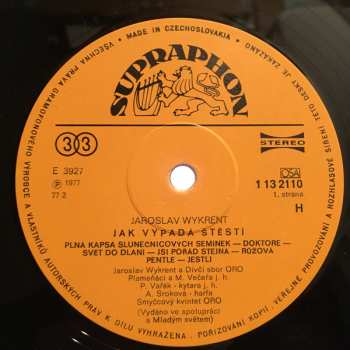 MADE IN CZECHOSLOVAKIA
VŠECHNA PRÁVA GRAMOFONOVÉHO VÝROBCE A VLASTNÍKŮ AUTORSKÝCH PRÁV K DÍLU VYHRAŽENA. POŘIZOVÁNÍ KOPIÍ, VEŘEJNÉ PROVOZOVÁNÍ A ROZHLASOVÉ ŠÍŘENÍ TÉTO DESKY JE ZAKÁZÁNO
SUPRAPHON
33
STEREO
E 3927
℗ 1977
77 2
OSA
1 13 2110
1. strana
H
JAROSLAV WYKRENT
JAK VYPADÁ ŠTĚSTÍ
PLNÁ KAPSA SLUNEČNICOVÝCH SEMÍNEK — DOKTORE —
SVĚT DO DLANÍ — JSI POŘÁD STEJNÁ — RŮŽOVÁ
PENTLE — JESTLI
Jaroslav Wykrent a Dívčí sbor ORO
Plameňáci a M. Večeřa j. h.
P. Vařák - kytara j. h.
A. Sroková - harfa
Smyčcový kvintet ORO
(Vydáno ve spolupráci
s Mladým světem)